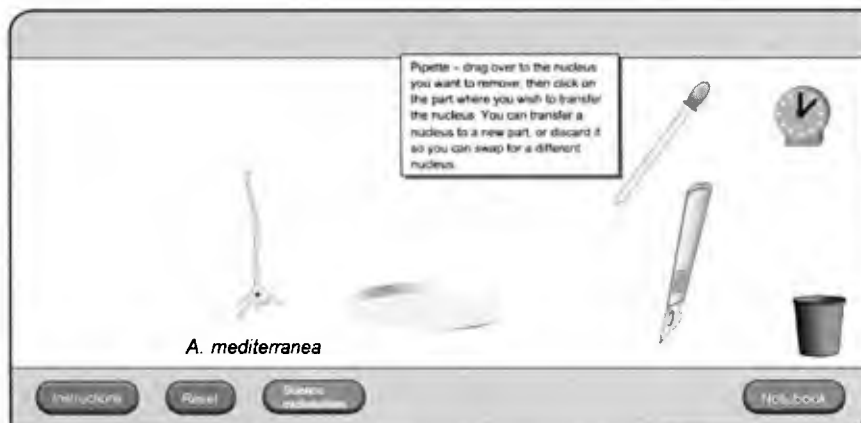 Pipette – drag over to the nucleus
you want to remove, then click on
the part where you wish to transfer
the nucleus. You can transfer a
nucleus to a new part, or discard it
so you can swap for a different
nucleus.
A. mediterranea
Instructions
Reset
Notebook